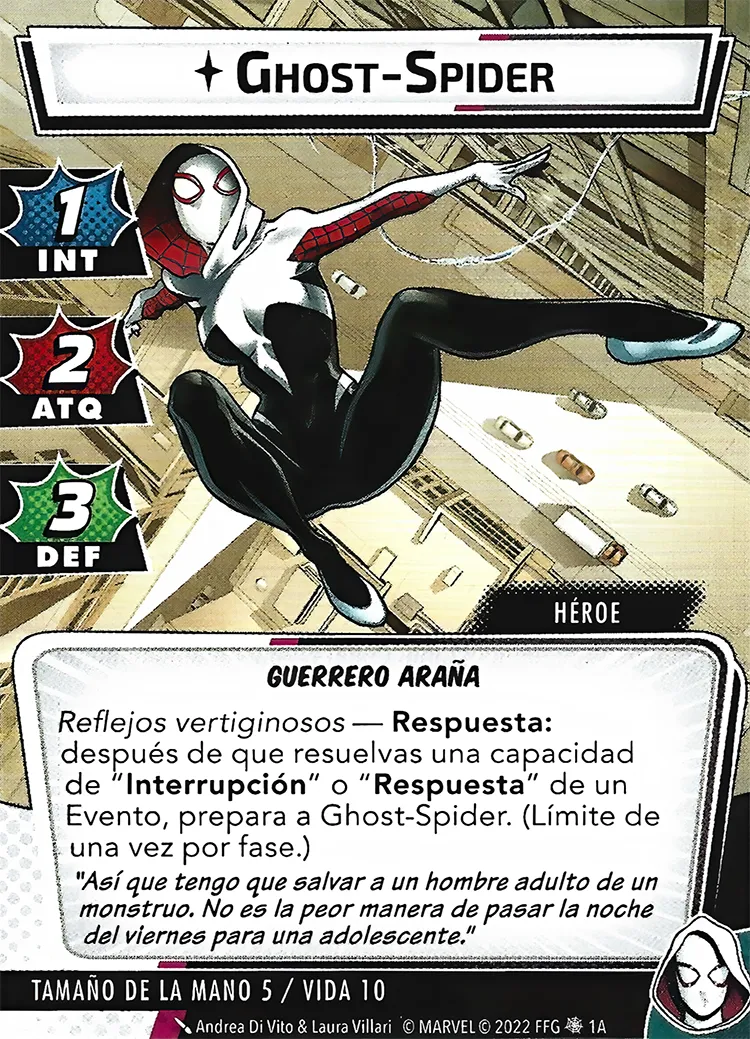 ✦ GHOST-SPIDER
1
INT
2
ATQ
3
DEF
HÉROE
GUERRERO ARAÑA
Reflejos vertiginosos — Respuesta:
después de que resuelvas una capacidad
de “Interrupción” o “Respuesta” de un
Evento, prepara a Ghost-Spider. (Límite de
una vez por fase.)
"Así que tengo que salvar a un hombre adulto de un
monstruo. No es la peor manera de pasar la noche
del viernes para una adolescente."
TAMAÑO DE LA MANO 5 / VIDA 10
Andrea Di Vito & Laura Villari © MARVEL © 2022 FFG 1A